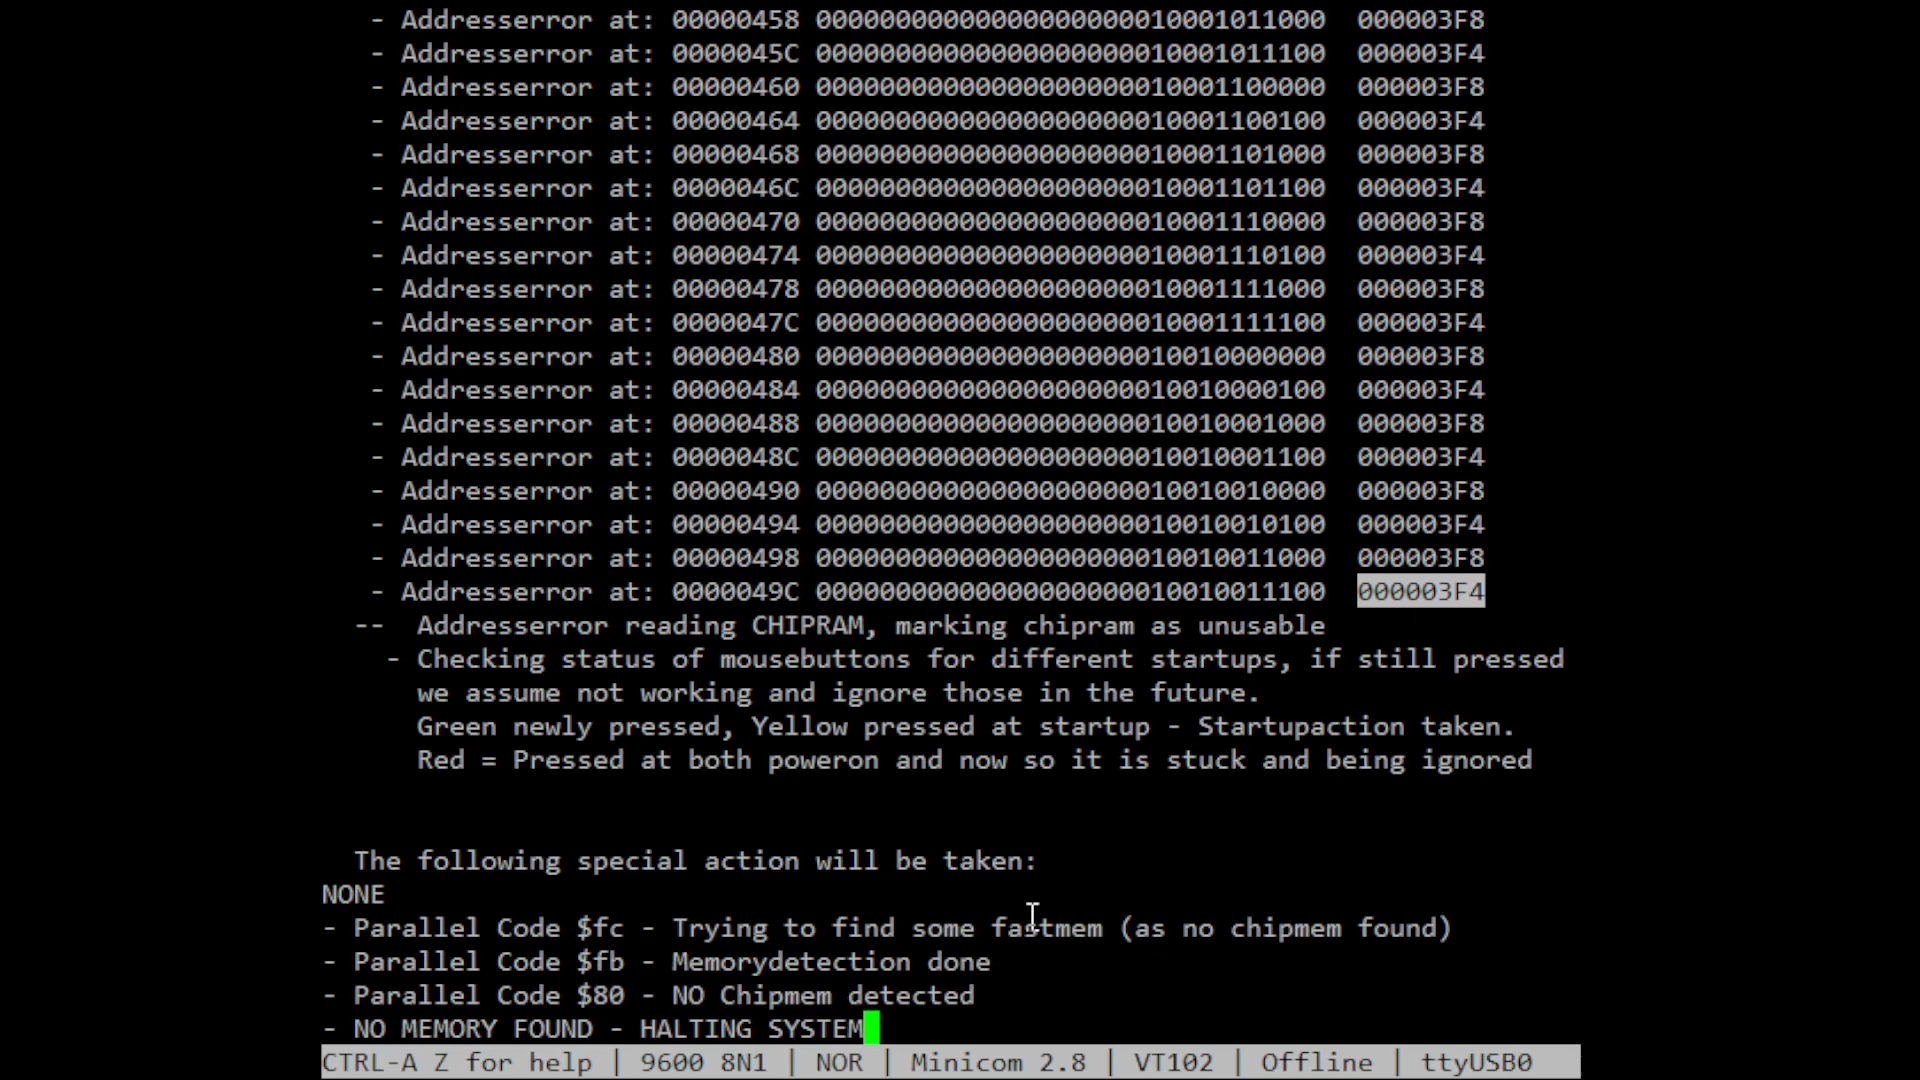 - Addresserror at: 00000458 00000000000000000000010001011000 000003F8
- Addresserror at: 0000045C 00000000000000000000010001011100 000003F4
- Addresserror at: 00000460 00000000000000000000010001100000 000003F8
- Addresserror at: 00000464 00000000000000000000010001100100 000003F4
- Addresserror at: 00000468 00000000000000000000010001101000 000003F8
- Addresserror at: 0000046C 00000000000000000000010001101100 000003F4
- Addresserror at: 00000470 00000000000000000000010001110000 000003F8
- Addresserror at: 00000474 00000000000000000000010001110100 000003F4
- Addresserror at: 00000478 00000000000000000000010001111000 000003F8
- Addresserror at: 0000047C 00000000000000000000010001111100 000003F4
- Addresserror at: 00000480 00000000000000000000010010000000 000003F8
- Addresserror at: 00000484 00000000000000000000010010000100 000003F4
- Addresserror at: 00000488 00000000000000000000010010001000 000003F8
- Addresserror at: 0000048C 00000000000000000000010010001100 000003F4
- Addresserror at: 00000490 00000000000000000000010010010000 000003F8
- Addresserror at: 00000494 00000000000000000000010010010100 000003F4
- Addresserror at: 00000498 00000000000000000000010010011000 000003F8
- Addresserror at: 0000049C 00000000000000000000010010011100 000003F4
-- Addresserror reading CHIPRAM, marking chipram as unusable
- Checking status of mousebuttons for different startups, if still pressed
we assume not working and ignore those in the future.
Green newly pressed, Yellow pressed at startup - Startupaction taken.
Red = Pressed at both poweron and now so it is stuck and being ignored
The following special action will be taken:
NONE
- Parallel Code $fc - Trying to find some fastmem (as no chipmem found)
- Parallel Code $fb - Memorydetection done
- Parallel Code $80 - NO Chipmem detected
- NO MEMORY FOUND - HALTING SYSTEM
CTRL-A Z for help | 9600 8N1 | NOR | Minicom 2.8 | VT102 | Offline | ttyUSB0